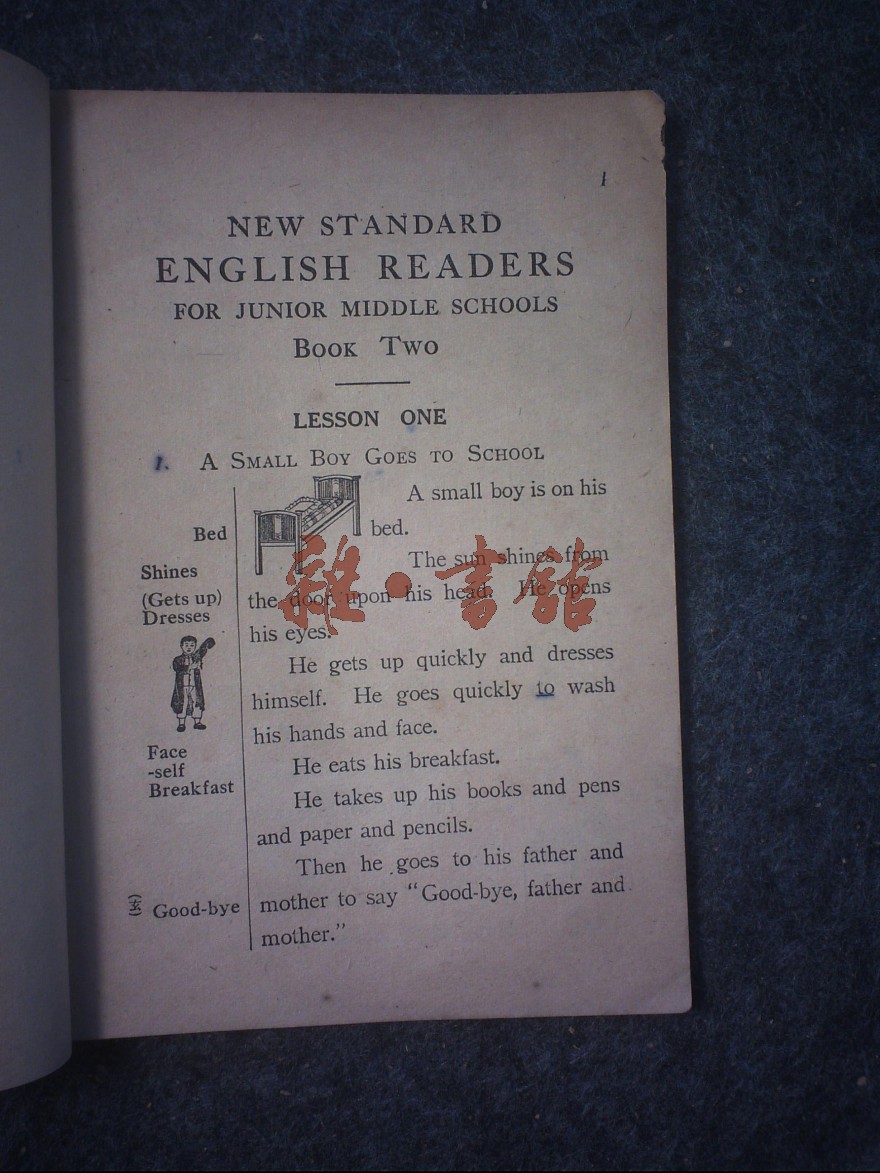 1
NEW STANDARD
ENGLISH READERS
FOR JUNIOR MIDDLE SCHOOLS
BOOK TWO
LESSON ONE
1. A SMALL BOY GOES TO SCHOOL
A small boy is on his
Bed
bed.
Shines
The sun shines from
(Gets up)
the door upon his head. He opens
Dresses
his eyes.
He gets up quickly and dresses
himself. He goes quickly to wash
his hands and face.
Face
He eats his breakfast.
-self
Breakfast
He takes up his books and pens
and paper and pencils.
Then he goes to his father and
Good-bye
mother to say “Good-bye, father and
mother.”
雜·書館